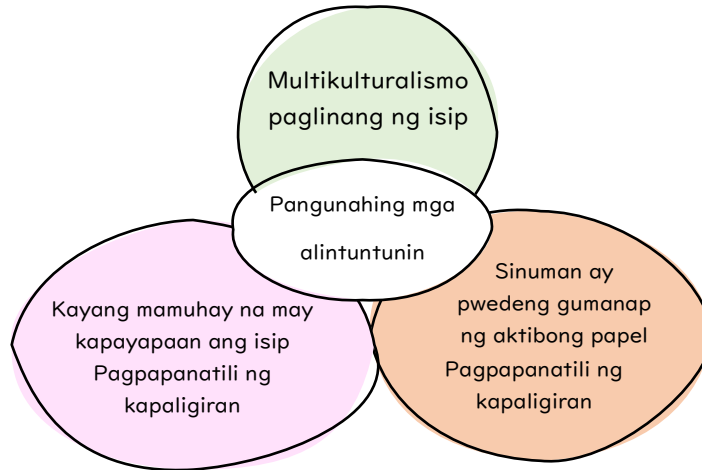 Multikulturalismo
paglinang ng isip
Pangunahing mga
alintuntunin
Kayang mamuhay na may
kapayapaan ang isip
Pagpapanatili ng
kapaligiran
Sinuman ay
pwedeng gumanap
ng aktibong papel
Pagpapanatili ng
kapaligiran